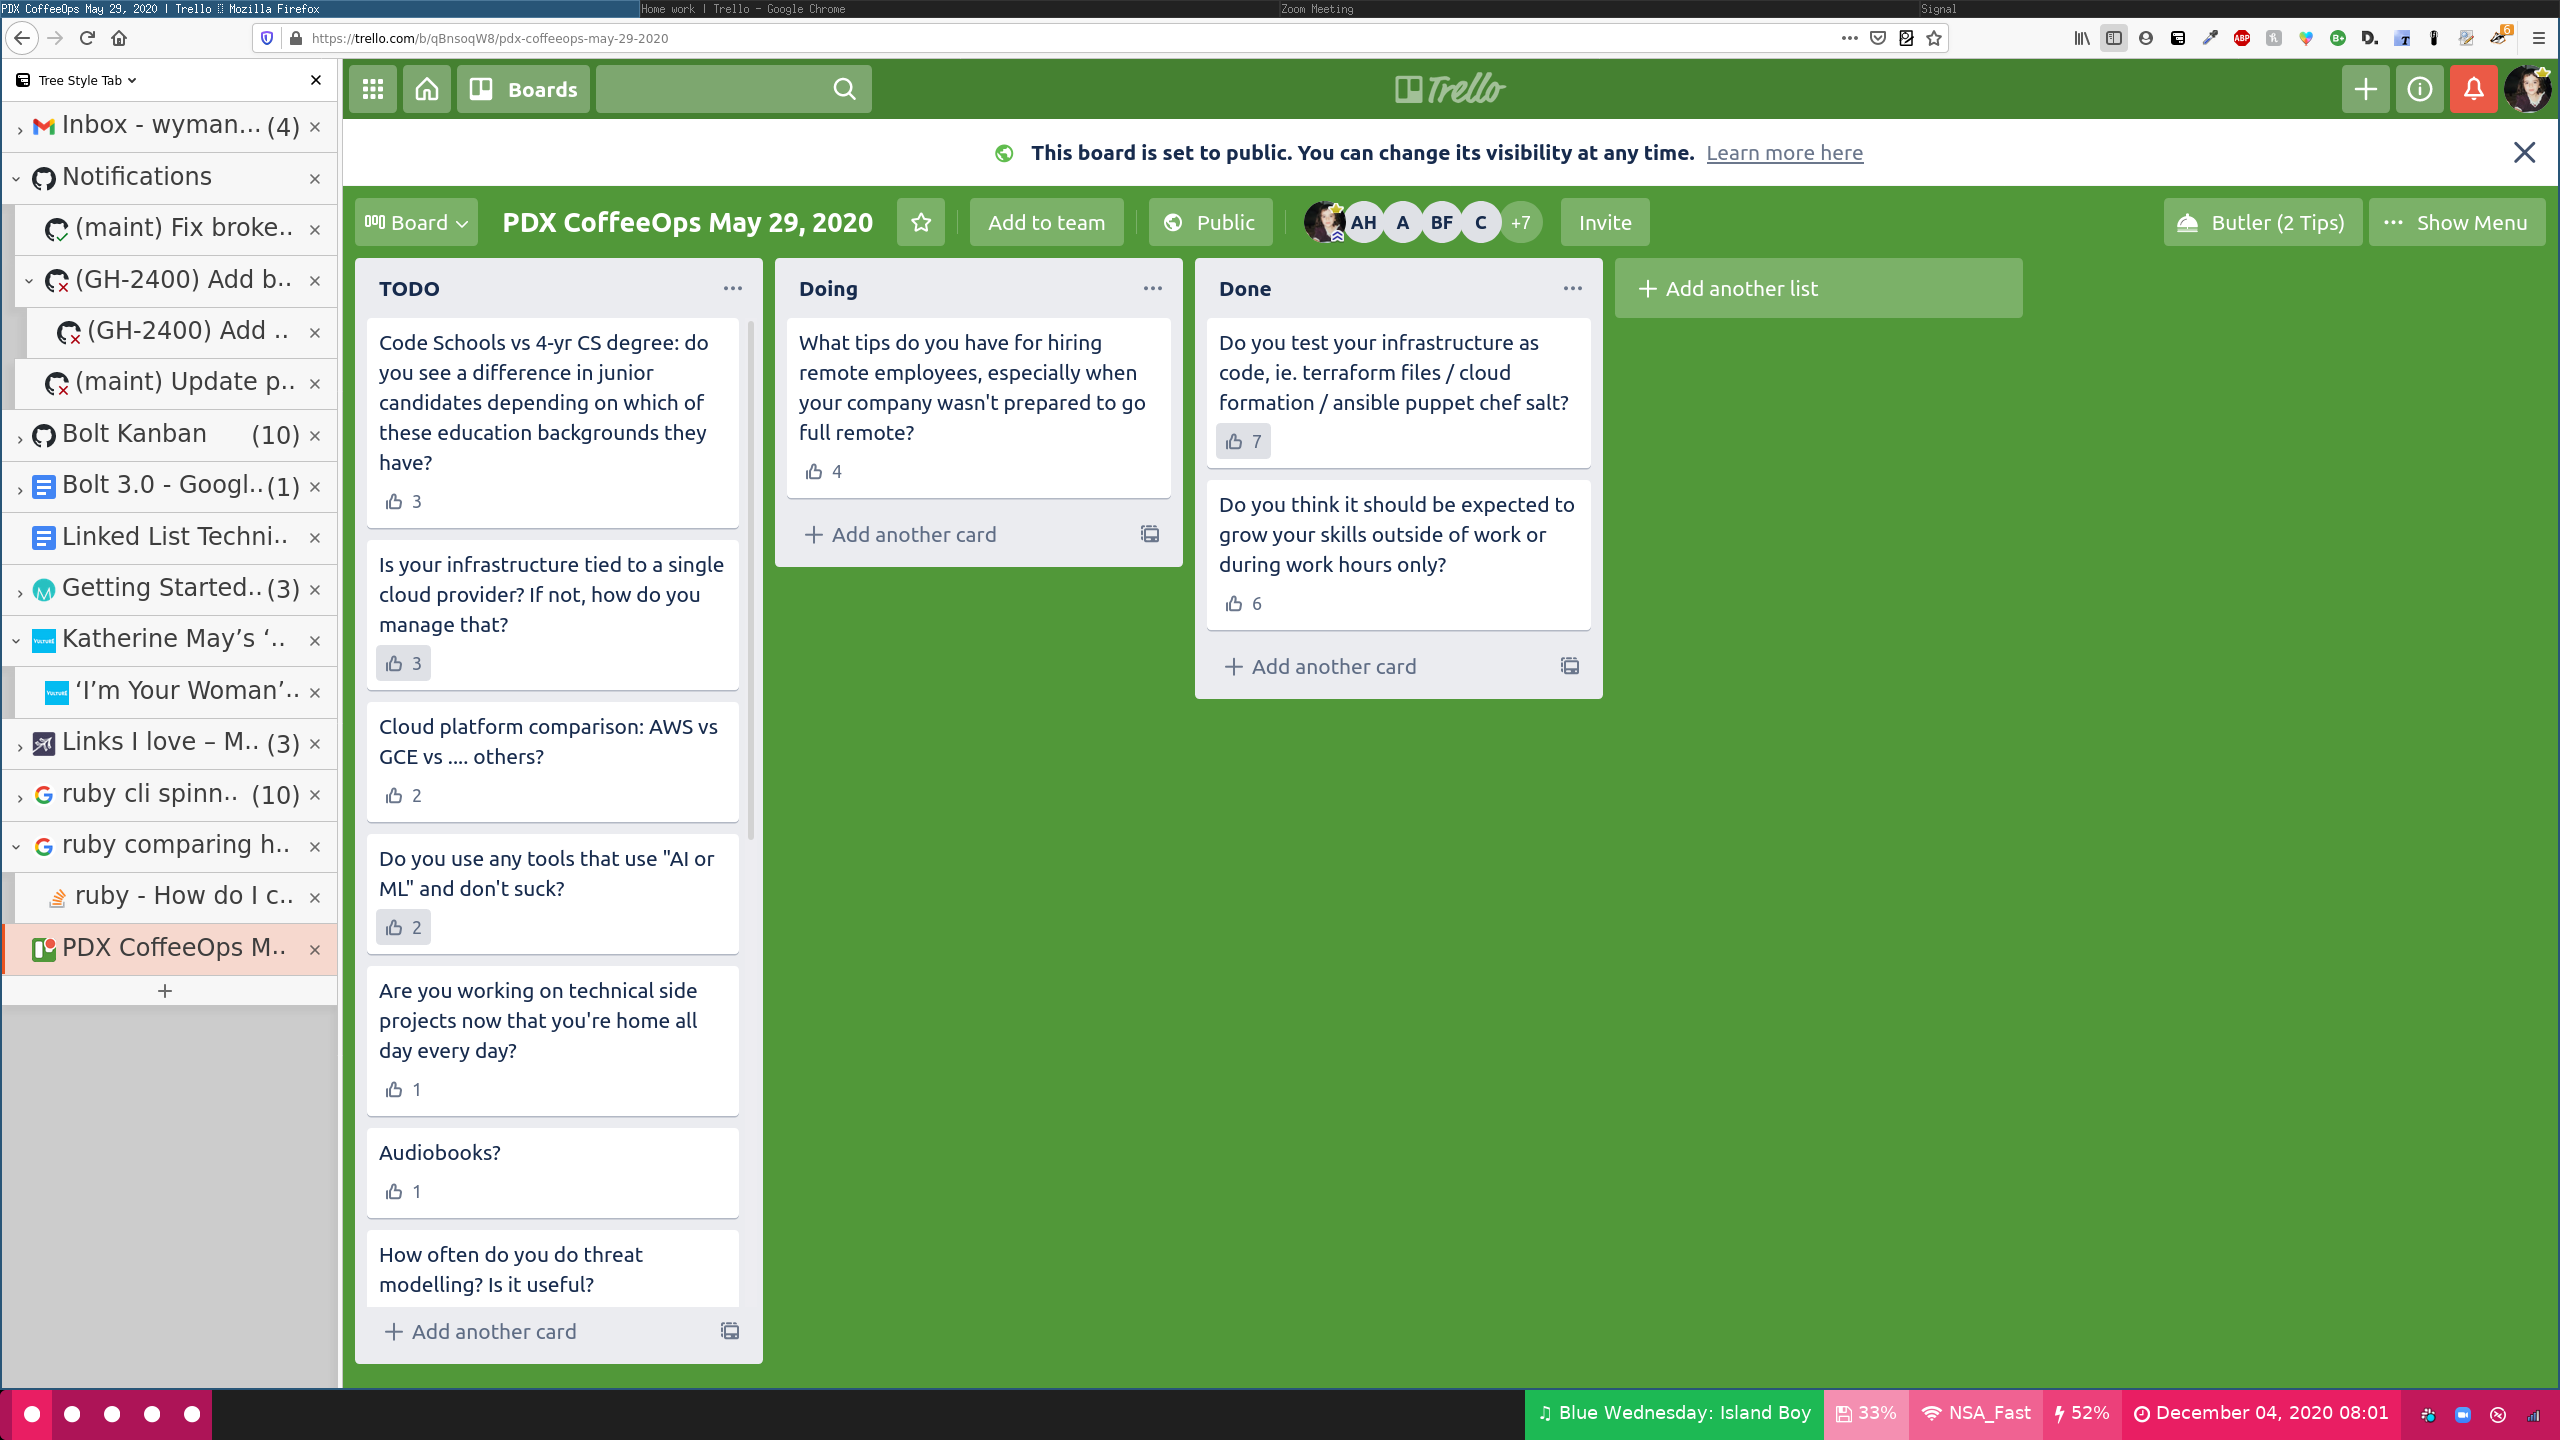 PDX CoffeeOps May 29, 2020 | Trello Mozilla Firefox
Home work | Trello - Google Chrome
Zoom Meeting
Signal
https://trello.com/b/qBnsoqW8/pdx-coffeeops-may-29-2020
ABP
6
Tree Style Tab
Inbox - wyman... (4)
Notifications
(maint) Fix broke..
(GH-2400) Add b..
(GH-2400) Add ..
(maint) Update p..
Bolt Kanban (10)
Bolt 3.0 - Googl.. (1)
Linked List Techni..
Getting Started.. (3)
Katherine May’s ‘..
‘I’m Your Woman’..
Links I love – M.. (3)
ruby cli spinn.. (10)
ruby comparing h..
ruby - How do I c..
PDX CoffeeOps M..
Boards
Trello
This board is set to public. You can change its visibility at any time. Learn more here
Board
PDX CoffeeOps May 29, 2020
Add to team
Public
AH
A
BF
C
+7
Invite
Butler (2 Tips)
Show Menu
TODO
Code Schools vs 4-yr CS degree: do
you see a difference in junior
candidates depending on which of
these education backgrounds they
have?
3
Is your infrastructure tied to a single
cloud provider? If not, how do you
manage that?
3
Cloud platform comparison: AWS vs
GCE vs .... others?
2
Do you use any tools that use "AI or
ML" and don't suck?
2
Are you working on technical side
projects now that you're home all
day every day?
1
Audiobooks?
1
How often do you do threat
modelling? Is it useful?
Add another card
Doing
What tips do you have for hiring
remote employees, especially when
your company wasn't prepared to go
full remote?
4
Add another card
Done
Do you test your infrastructure as
code, ie. terraform files / cloud
formation / ansible puppet chef salt?
7
Do you think it should be expected to
grow your skills outside of work or
during work hours only?
6
Add another card
Add another list
Blue Wednesday: Island Boy
33%
NSA_Fast
52%
December 04, 2020 08:01